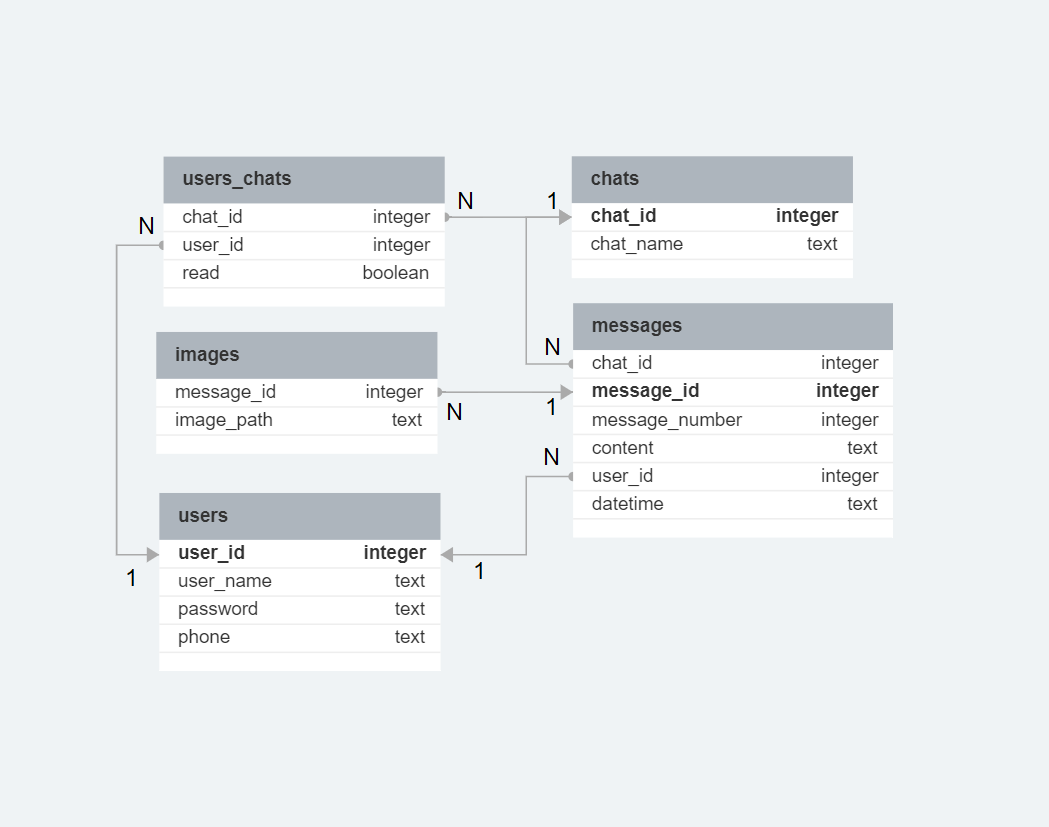 users_chats
chat_id integer
user_id integer
read boolean
N
N
1
chats
chat_id integer
chat_name text
images
message_id integer
image_path text
N
1
N
messages
chat_id integer
message_id integer
message_number integer
content text
user_id integer
datetime text
N
1
users
user_id integer
user_name text
password text
phone text
1